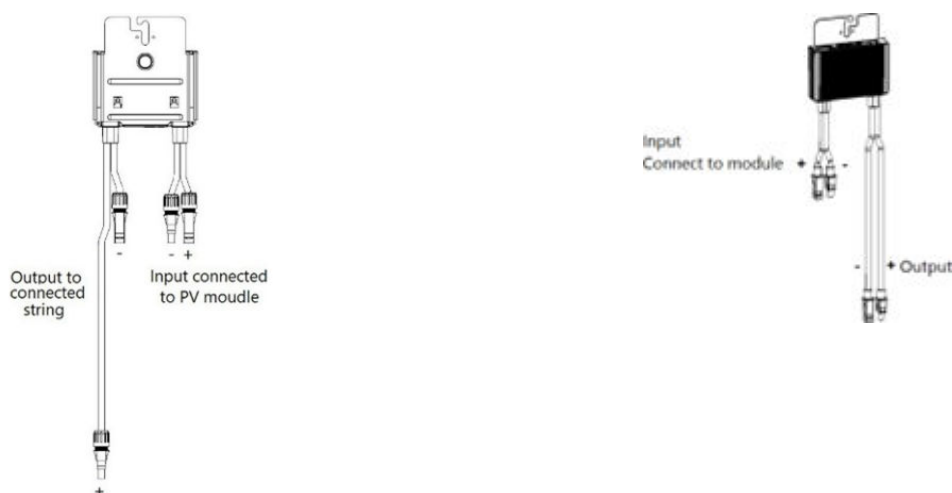 Input
Connect to module + -
- + Output
- - +
Output to
connected
string
Input connected
to PV moudle
+